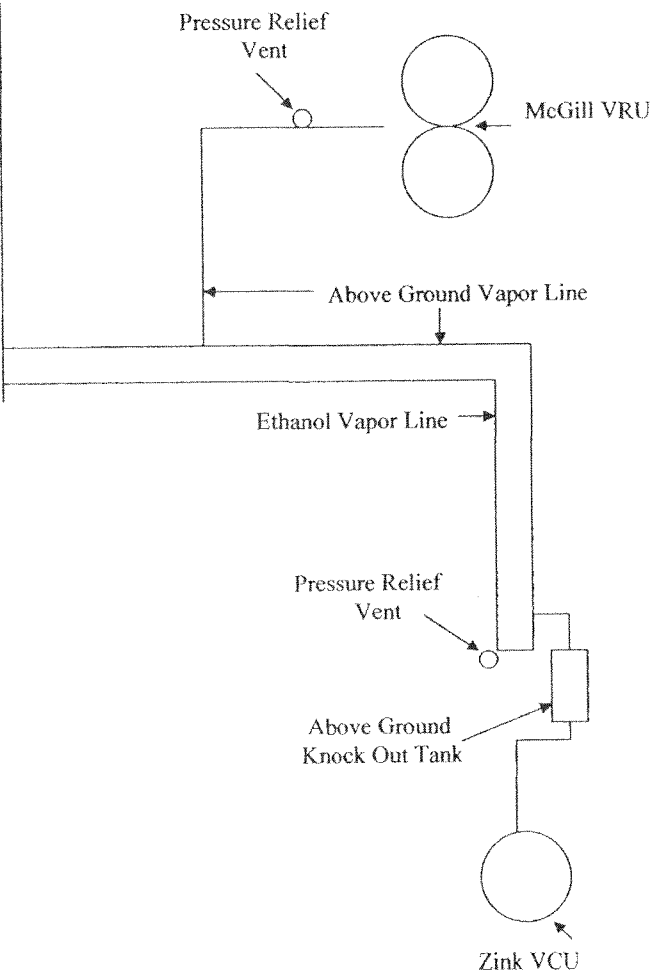 Pressure Relief
Vent
McGill VRU
Above Ground Vapor Line
Ethanol Vapor Line
Pressure Relief
Vent
Above Ground
Knock Out Tank
Zink VCU